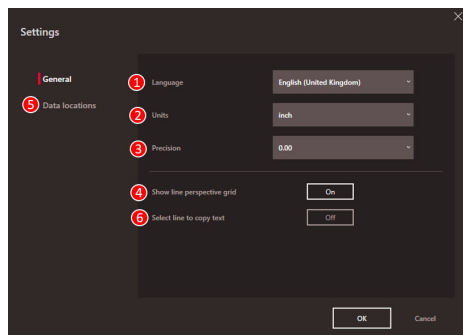 Settings
General
5 Data locations
1 Language English (United Kingdom)
2 Units inch
3 Precision 0.00
4 Show line perspective grid On
6 Select line to copy text Off
OK Cancel